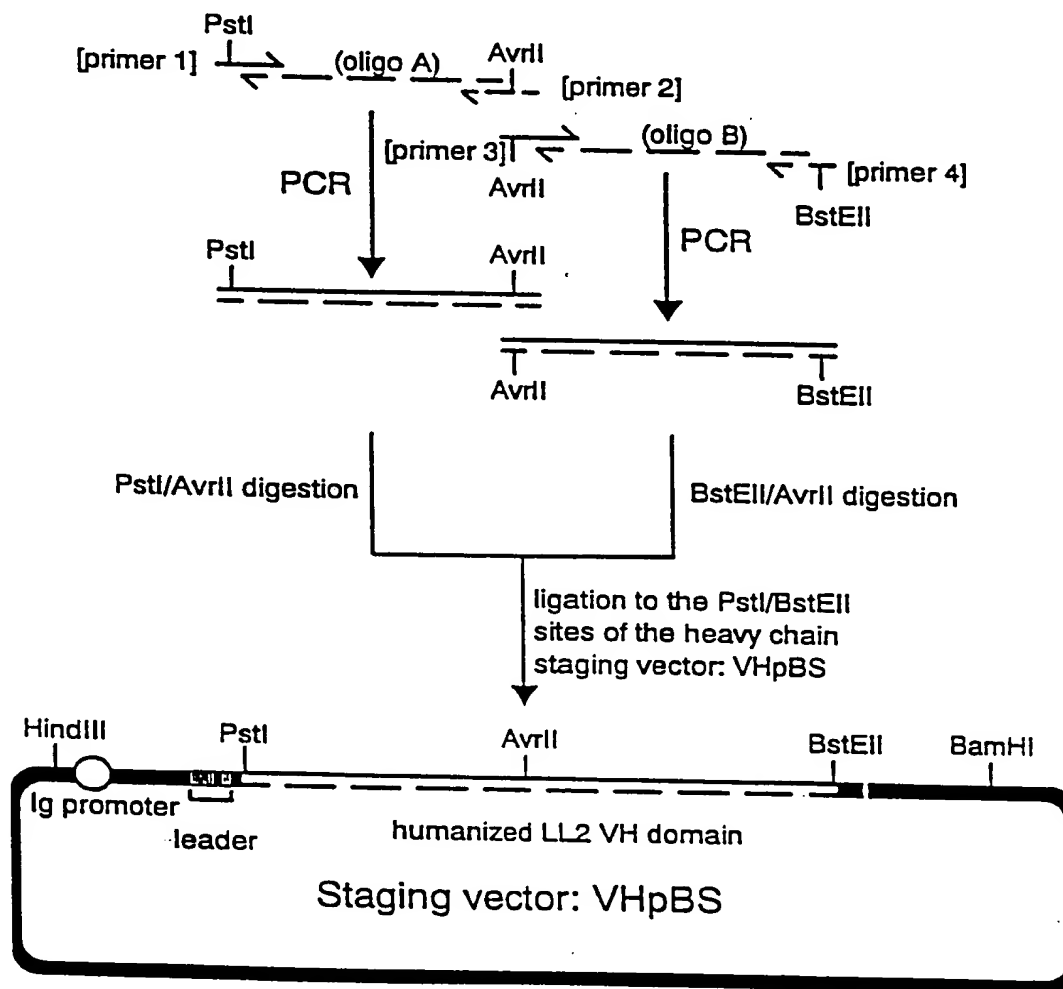 PstI
[primer 1]
(oligo A)
AvrII
[primer 2]
[primer 3]
(oligo B)
AvrII
[primer 4]
BstEII
PCR
PCR
PstI
AvrII
AvrII
BstEII
PstI/AvrII digestion
BstEII/AvrII digestion
ligation to the PstI/BstEII
sites of the heavy chain
staging vector: VHpBS
HindIII
PstI
AvrII
BstEII
BamHI
Ig promoter
leader
humanized LL2 VH domain
Staging vector: VHpBS